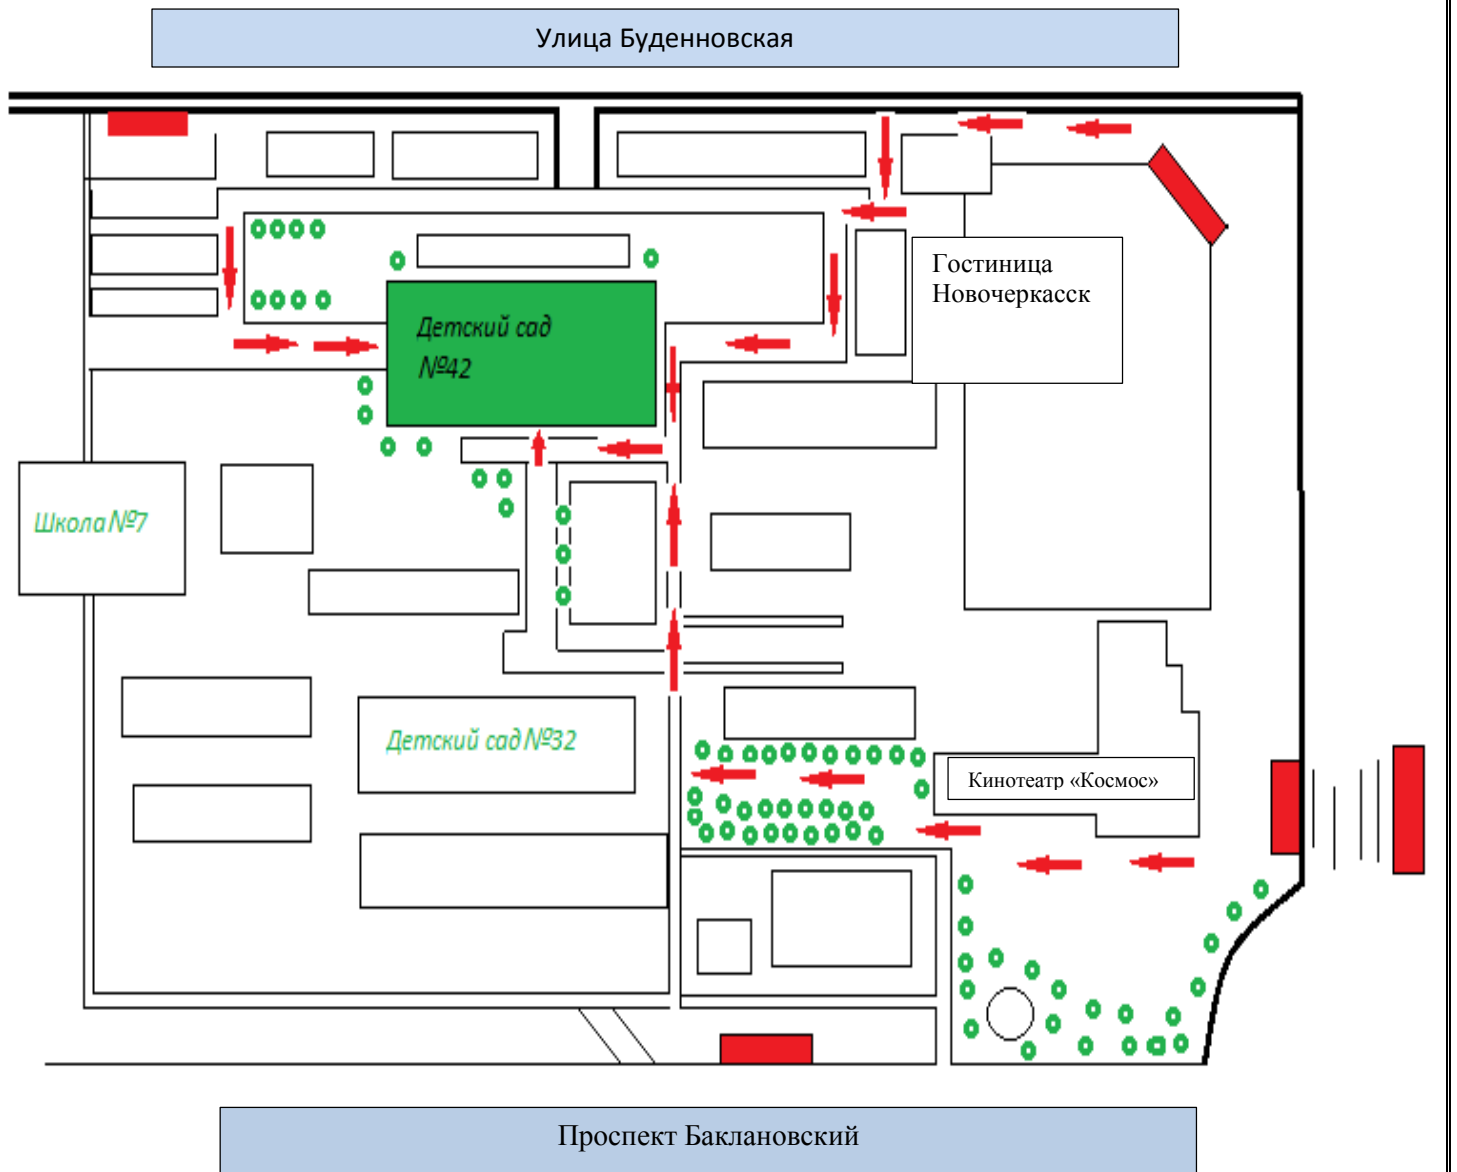 Улица Буденновская
Гостиница
Новочеркасск
Детский сад
№42
Школа №7
Детский сад №32
Кинотеатр «Космос»
Проспект Баклановский